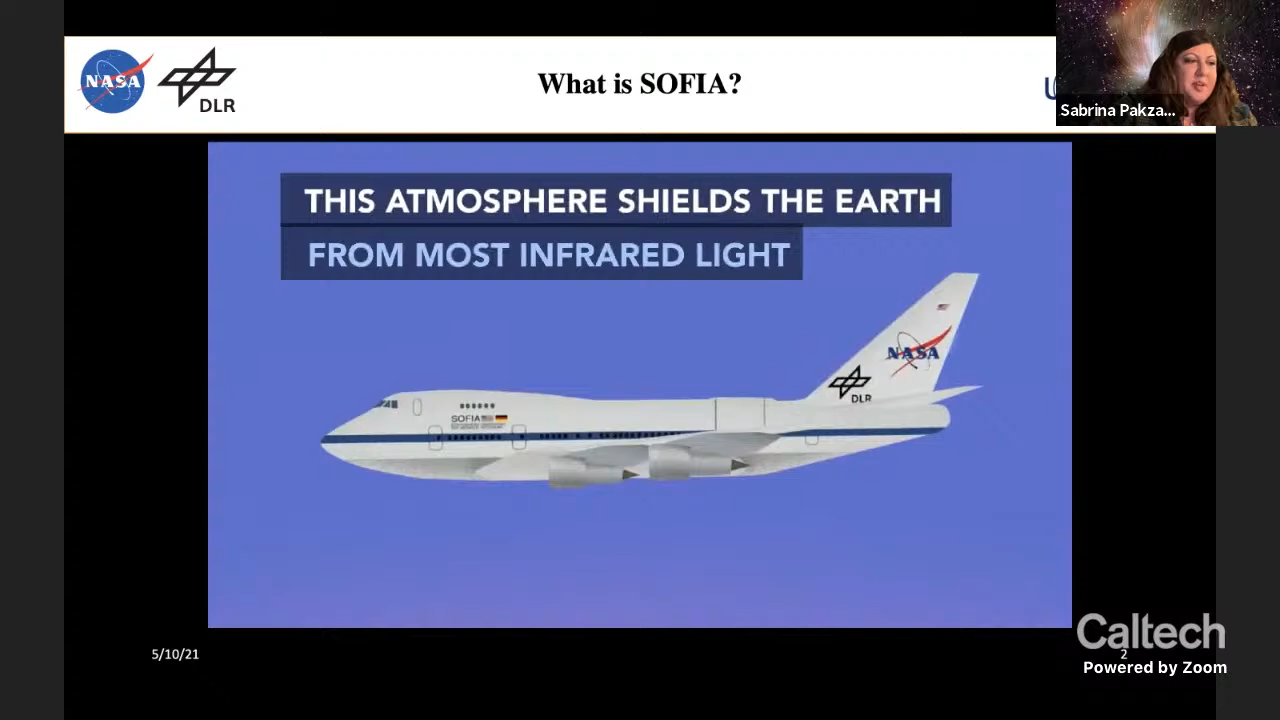 NASA
DLR
What is SOFIA?
Sabrina Pakza...
THIS ATMOSPHERE SHIELDS THE EARTH
FROM MOST INFRARED LIGHT
NASA
DLR
SOFIA
5/10/21
2
Caltech
Powered by Zoom